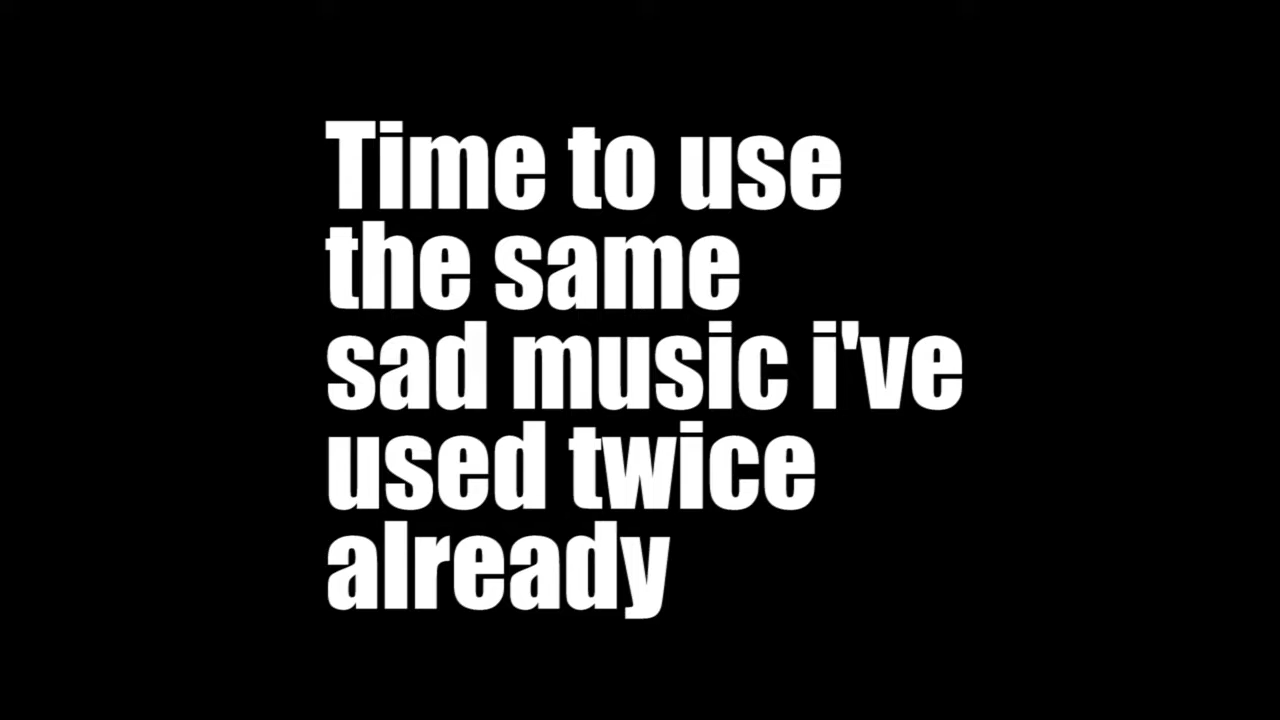 Time to use
the same
sad music i've
used twice
already